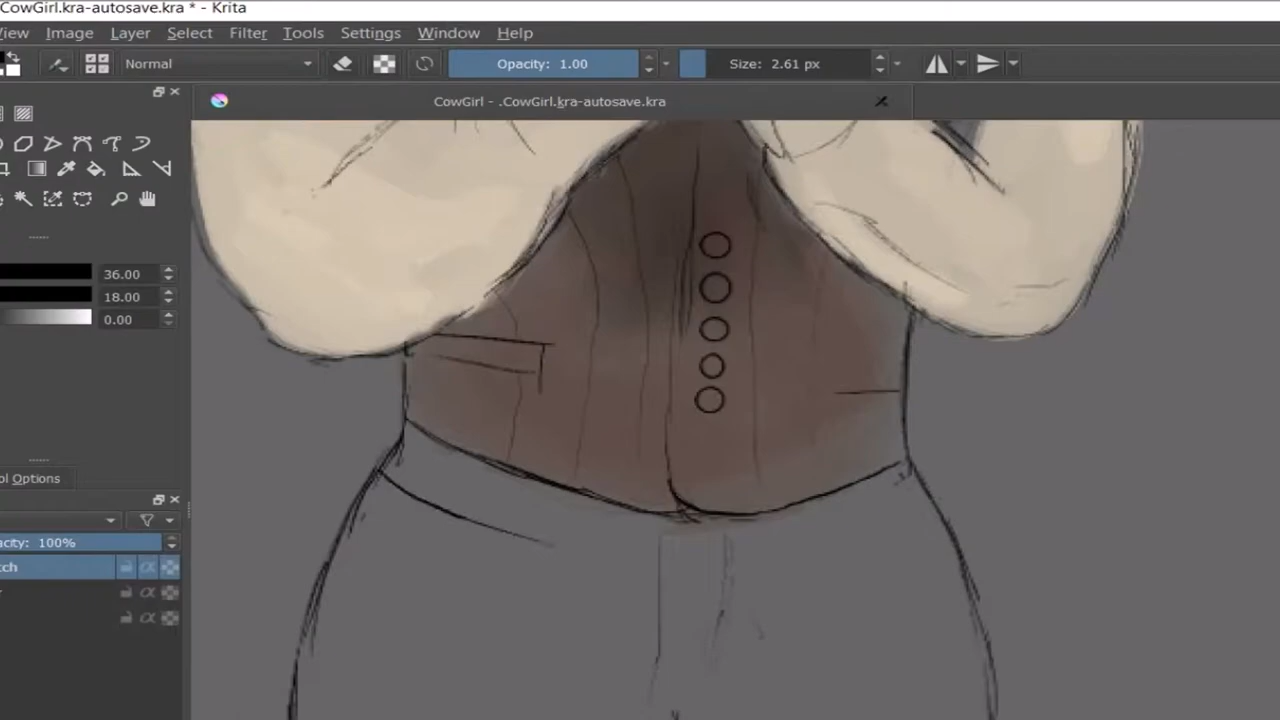 CowGirl.kra-autosave.kra * - Krita
View Image Layer Select Filter Tools Settings Window Help
Normal Opacity: 1.00 Size: 2.61 px
CowGirl - .CowGirl.kra-autosave.kra
36.00
18.00
0.00
ol Options
acity: 100%
tch
r